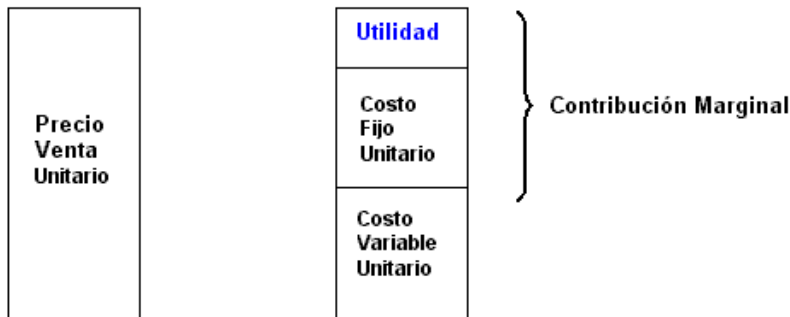 Precio
Venta
Unitario
Utilidad
Costo
Fijo
Unitario
Costo
Variable
Unitario
Contribución Marginal